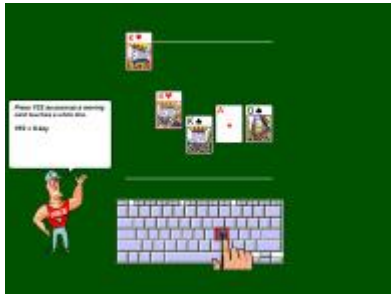 K
K
K
A
Q
Press YES as soon as a moving
card touches a white line.
YES = K key